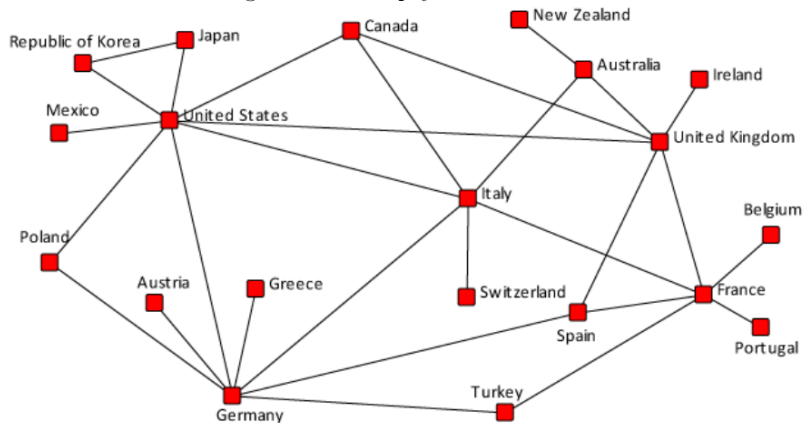 New Zealand
Canada
Japan
Republic of Korea
Australia
Ireland
Mexico
United States
United Kingdom
Italy
Belgium
Poland
Austria
Greece
Switzerland
France
Spain
Portugal
Turkey
Germany